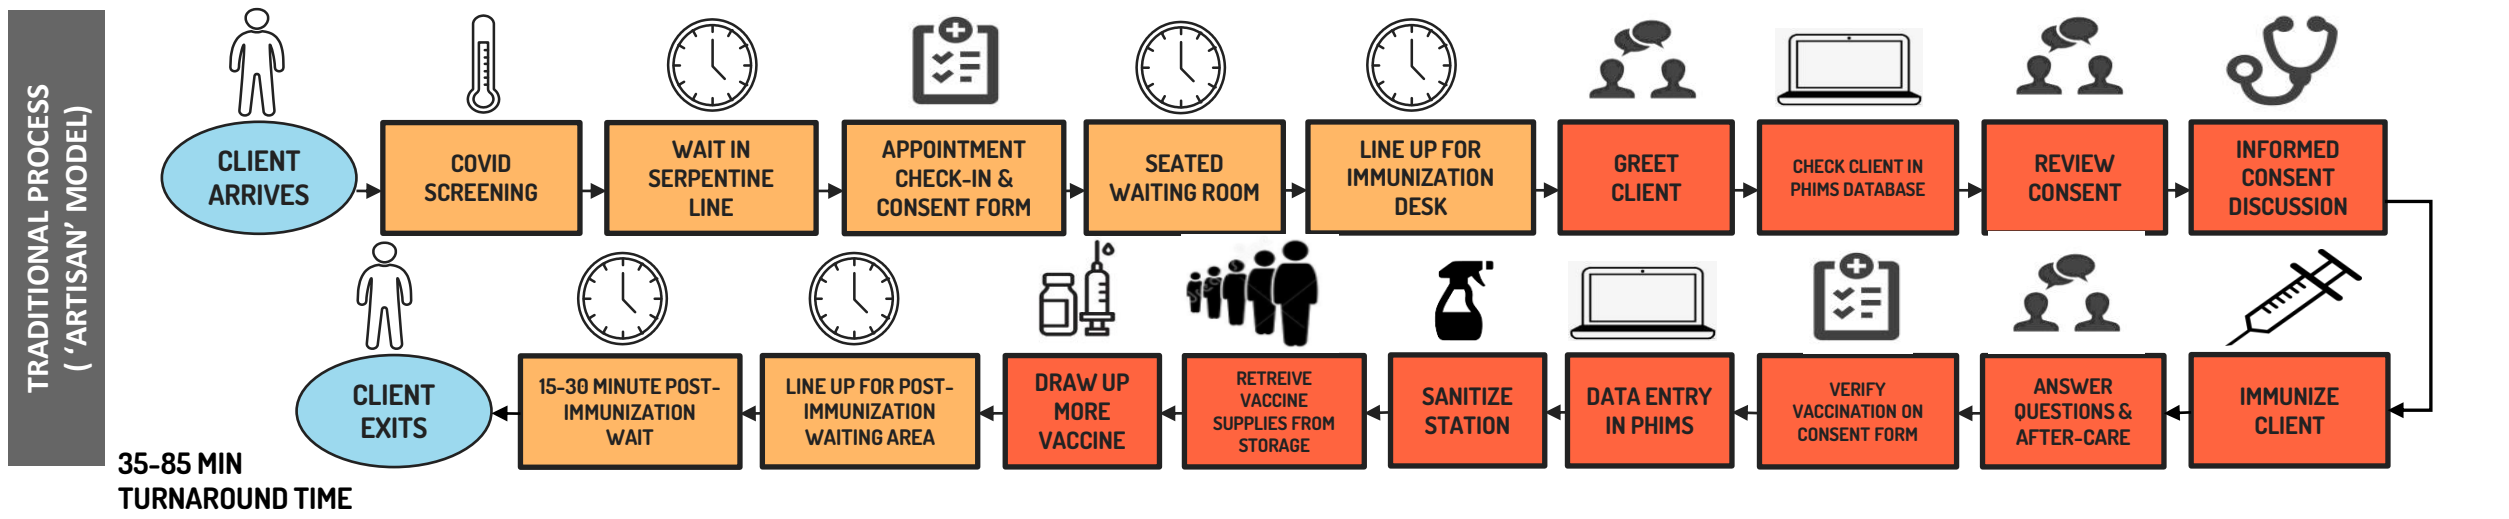 TRADITIONAL PROCESS
( ‘ARTISAN’ MODEL)
CLIENT
ARRIVES
COVID
SCREENING
WAIT IN
SERPENTINE
LINE
APPOINTMENT
CHECK-IN &
CONSENT FORM
SEATED
WAITING ROOM
LINE UP FOR
IMMUNIZATION
DESK
GREET
CLIENT
CHECK CLIENT IN
PHIMS DATABASE
REVIEW
CONSENT
INFORMED
CONSENT
DISCUSSION
IMMUNIZE
CLIENT
ANSWER
QUESTIONS &
AFTER-CARE
VERIFY
VACCINATION ON
CONSENT FORM
DATA ENTRY
IN PHIMS
SANITIZE
STATION
RETREIVE
VACCINE
SUPPLIES FROM
STORAGE
DRAW UP
MORE
VACCINE
LINE UP FOR POST-
IMMUNIZATION
WAITING AREA
15-30 MINUTE POST-
IMMUNIZATION
WAIT
CLIENT
EXITS
35-85 MIN
TURNAROUND TIME